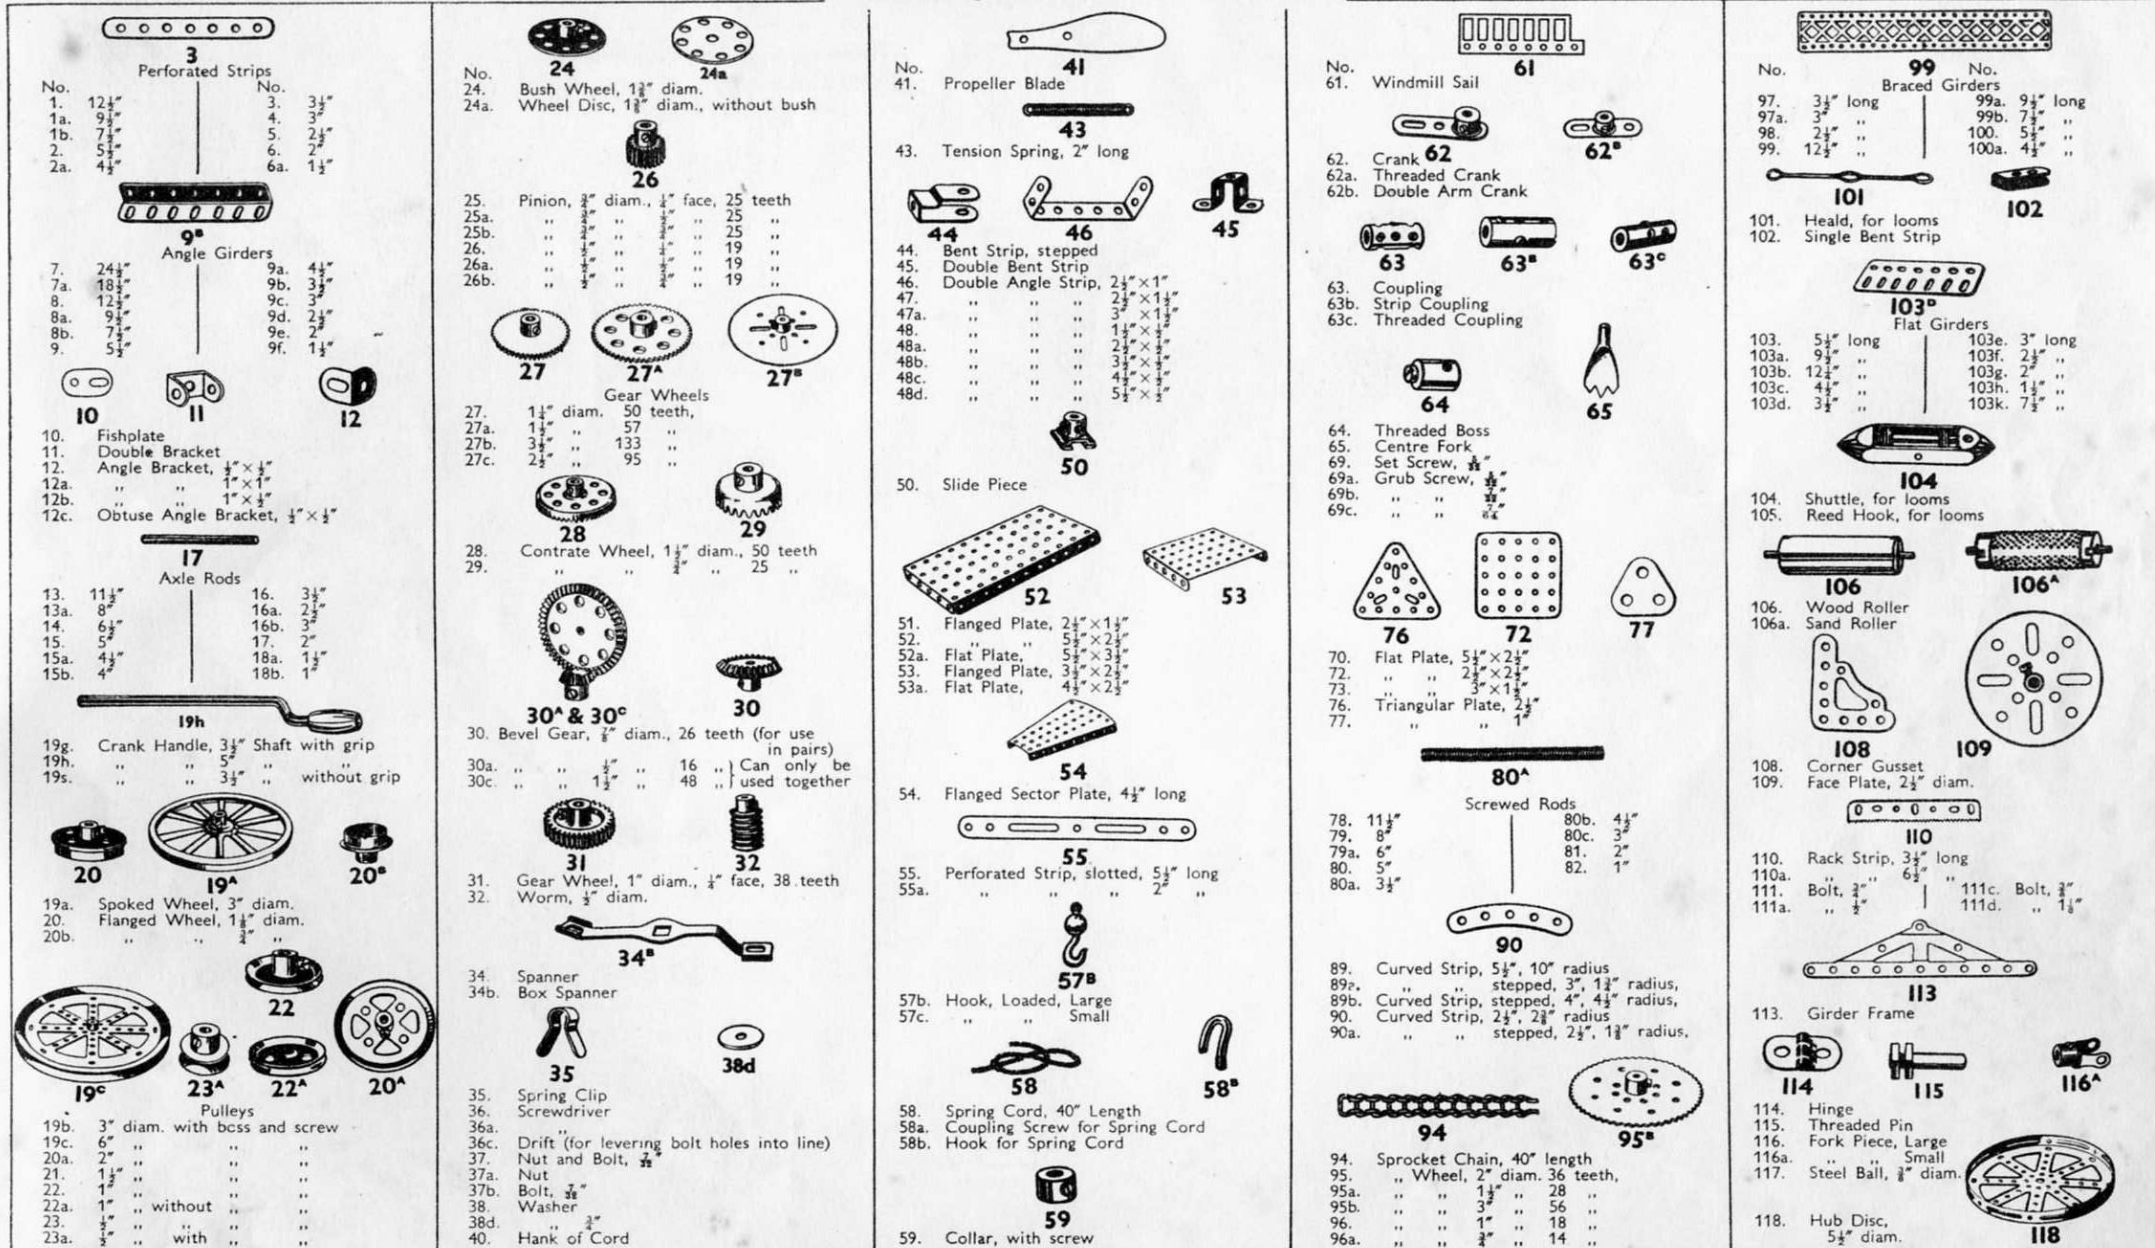 3
Perforated Strips
No. No.
1. 12½" 3. 3½"
1a. 9½" 4. 3"
1b. 7½" 5. 2½"
2. 5½" 6. 2"
2a. 4½" 6a. 1½"
9B
Angle Girders
7. 24½" 9a. 4½"
7a. 18½" 9b. 3½"
8. 12½" 9c. 3"
8a. 9½" 9d. 2½"
8b. 7½" 9e. 2"
9. 5½" 9f. 1½"
10 11 12
10. Fishplate
11. Double Bracket
12. Angle Bracket, ½"×½"
12a. ,, ,, 1"×1"
12b. ,, ,, 1"×½"
12c. Obtuse Angle Bracket, ½"×½"
17
Axle Rods
13. 11½" 16. 3½"
13a. 8" 16a. 2½"
14. 6½" 16b. 3"
15. 5" 17. 2"
15a. 4½" 18a. 1½"
15b. 4" 18b. 1"
19h
19g. Crank Handle, 3½" Shaft with grip
19h. ,, ,, 5" ,, ,,
19s. ,, ,, 3½" ,, without grip
20 19A 20B
19a. Spoked Wheel, 3" diam.
20. Flanged Wheel, 1⅛" diam.
20b. ,, ,, ¾" ,,
22
19C 23A 22A 20A
Pulleys
19b. 3" diam. with boss and screw
19c. 6" ,, ,, ,,
20a. 2" ,, ,, ,,
21. 1½" ,, ,, ,,
22. 1" ,, ,, ,,
22a. 1" ,, without ,, ,,
23. ½" ,, ,, ,, ,,
23a. ½" ,, with ,, ,,
24 24a
No.
24. Bush Wheel, 1⅜" diam.
24a. Wheel Disc, 1⅜" diam., without bush
26
25. Pinion, ¾" diam., ¼" face, 25 teeth
25a. ,, ¾" ,, ½" ,, 25 ,,
25b. ,, ¾" ,, ¾" ,, 25 ,,
26. ,, ½" ,, ¼" ,, 19 ,,
26a. ,, ½" ,, ½" ,, 19 ,,
26b. ,, ½" ,, ¾" ,, 19 ,,
27 27A 27B
Gear Wheels
27. 1¼" diam. 50 teeth,
27a. 1½" ,, 57 ,,
27b. 3½" ,, 133 ,,
27c. 2½" ,, 95 ,,
28 29
28. Contrate Wheel, 1½" diam., 50 teeth
29. ,, ,, ¾" ,, 25 ,,
30A & 30C 30
30. Bevel Gear, ⅞" diam., 26 teeth (for use
in pairs)
30a. ,, ,, ½" ,, 16 ,, } Can only be
30c. ,, ,, 1½" ,, 48 ,, } used together
31 32
31. Gear Wheel, 1" diam., ¼" face, 38 teeth
32. Worm, ½" diam.
34B
34. Spanner
34b. Box Spanner
35 38d
35. Spring Clip
36. Screwdriver
36a. ,,
36c. Drift (for levering bolt holes into line)
37. Nut and Bolt, 7/32"
37a. Nut
37b. Bolt, 7/32"
38. Washer
38d. ,, ¾"
40. Hank of Cord
41
No.
41. Propeller Blade
43
43. Tension Spring, 2" long
44 46 45
44. Bent Strip, stepped
45. Double Bent Strip
46. Double Angle Strip, 2½"×1"
47. ,, ,, ,, 2½"×1½"
47a. ,, ,, ,, 3"×1½"
48. ,, ,, ,, 1½"×½"
48a. ,, ,, ,, 2½"×½"
48b. ,, ,, ,, 3½"×½"
48c. ,, ,, ,, 4½"×½"
48d. ,, ,, ,, 5½"×½"
50
50. Slide Piece
52 53
51. Flanged Plate, 2½"×1½"
52. ,, ,, 5½"×2½"
52a. Flat Plate, 5½"×3½"
53. Flanged Plate, 3½"×2½"
53a. Flat Plate, 4½"×2½"
54
54. Flanged Sector Plate, 4½" long
55
55. Perforated Strip, slotted, 5½" long
55a. ,, ,, ,, 2" ,,
57B
57b. Hook, Loaded, Large
57c. ,, ,, Small
58 58B
58. Spring Cord, 40" Length
58a. Coupling Screw for Spring Cord
58b. Hook for Spring Cord
59
59. Collar, with screw
61
No.
61. Windmill Sail
62 62B
62. Crank
62a. Threaded Crank
62b. Double Arm Crank
63 63B 63C
63. Coupling
63b. Strip Coupling
63c. Threaded Coupling
64 65
64. Threaded Boss
65. Centre Fork
69. Set Screw,
69a. Grub Screw,
69b. ,, ,,
69c. ,, ,, 7/64"
76 72 77
70. Flat Plate, 5½"×2½"
72. ,, ,, 2½"×2½"
73. ,, ,, 3"×1½"
76. Triangular Plate, 2½"
77. ,, ,, 1"
80A
Screwed Rods
78. 11½" 80b. 4½"
79. 8" 80c. 3"
79a. 6" 81. 2"
80. 5" 82. 1"
80a. 3½"
90
89. Curved Strip, 5½", 10" radius
89a. ,, ,, stepped, 3", 1¾" radius,
89b. Curved Strip, stepped, 4", 4½" radius,
90. Curved Strip, 2½", 2⅜" radius
90a. ,, ,, stepped, 2½", 1⅜" radius,
94 95B
94. Sprocket Chain, 40" length
95. ,, Wheel, 2" diam. 36 teeth,
95a. ,, ,, 1½" ,, 28 ,,
95b. ,, ,, 3" ,, 56 ,,
96. ,, ,, 1" ,, 18 ,,
96a. ,, ,, ¾" ,, 14 ,,
99
No. No.
Braced Girders
97. 3½" long 99a. 9½" long
97a. 3" ,, 99b. 7½" ,,
98. 2½" ,, 100. 5½" ,,
99. 12½" ,, 100a. 4½" ,,
101 102
101. Heald, for looms
102. Single Bent Strip
103D
Flat Girders
103. 5½" long 103e. 3" long
103a. 9½" ,, 103f. 2½" ,,
103b. 12½" ,, 103g. 2" ,,
103c. 4½" ,, 103h. 1½" ,,
103d. 3½" ,, 103k. 7½" ,,
104
104. Shuttle, for looms
105. Reed Hook, for looms
106 106A
106. Wood Roller
106a. Sand Roller
108 109
108. Corner Gusset
109. Face Plate, 2½" diam.
110
110. Rack Strip, 3½" long
110a. ,, ,, 6½" ,,
111. Bolt, ¾" 111c. Bolt, ⅜"
111a. ,, ½" 111d. ,, 1⅛"
113
113. Girder Frame
114 115 116A
114. Hinge
115. Threaded Pin
116. Fork Piece, Large
116a. ,, ,, Small
117. Steel Ball, ⅜" diam.
118. Hub Disc,
5½" diam.
118